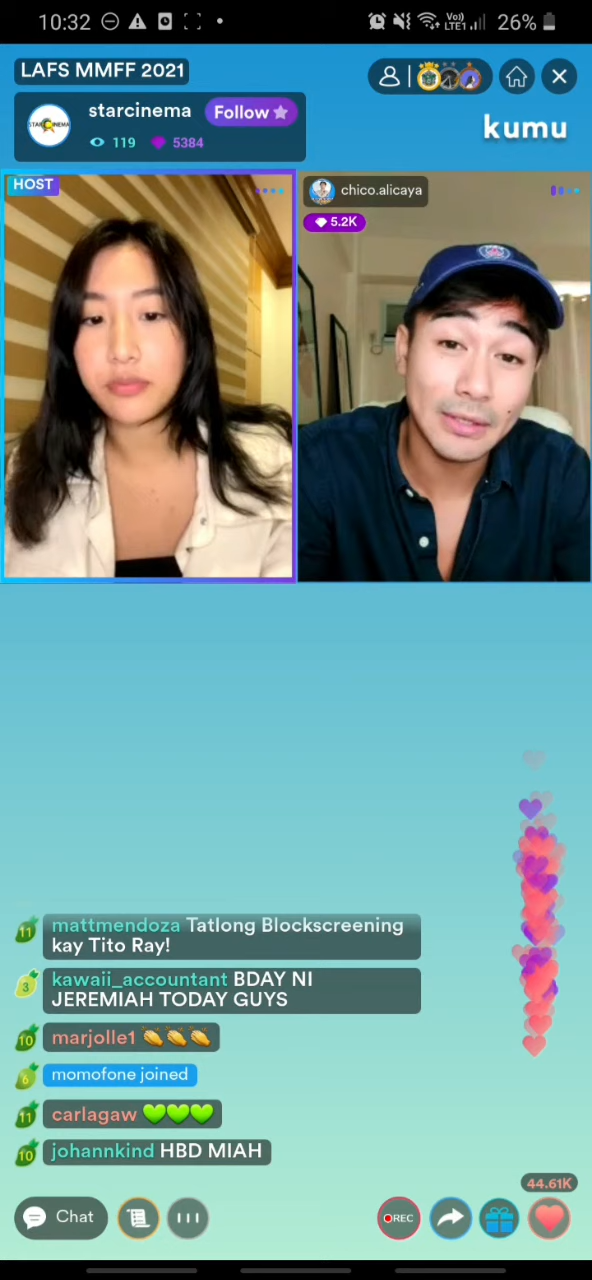 10:32
Vo))
LTE1
26%
LAFS MMFF 2021
starcinema
Follow
119
5384
kumu
HOST
chico.alicaya
5.2K
11
mattmendoza Tatlong Blockscreening
kay Tito Ray!
3
kawaii_accountant BDAY NI
JEREMIAH TODAY GUYS
10
marjolle1 👏👏👏
6
momofone joined
11
carlagaw 💚💚💚
10
johannkind HBD MIAH
44.61K
Chat
REC